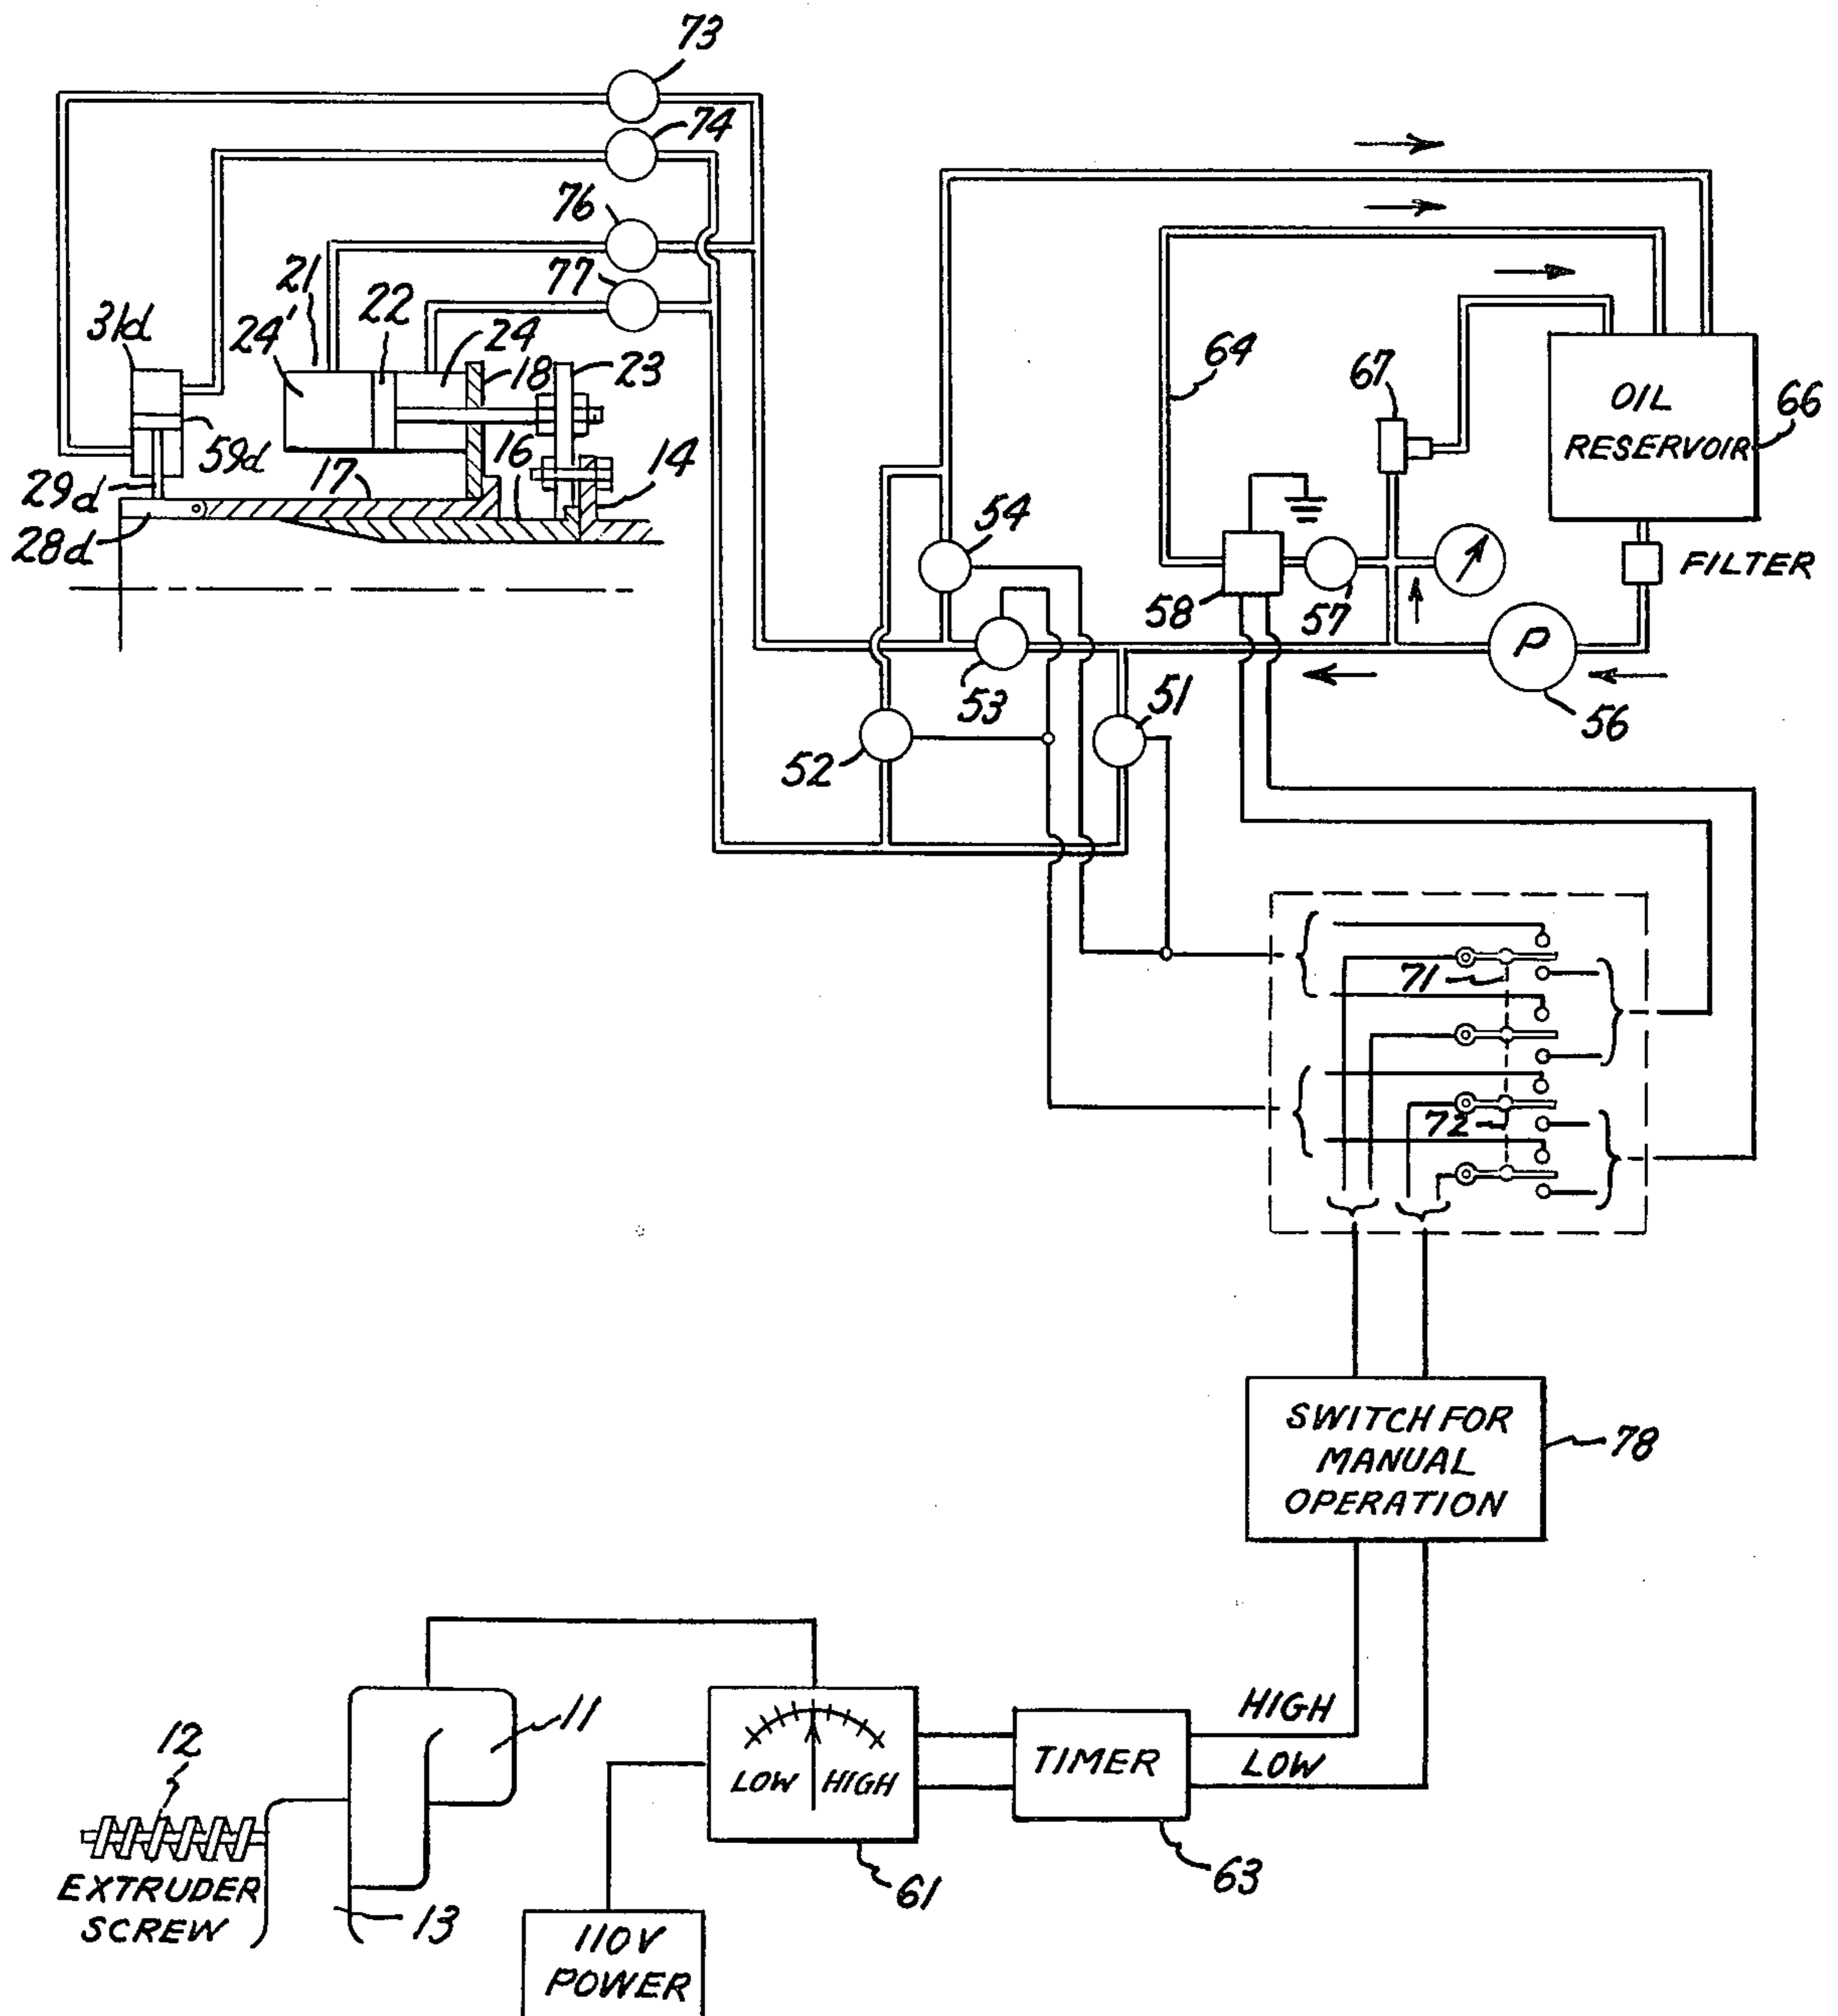 73
74
76
77
21
22
24'
24
18
23
31d
59d
29d
17
16
14
28d
64
67
OIL
RESERVOIR
66
54
58
57
FILTER
53
P
51
56
52
71
72
SWITCH FOR
MANUAL
OPERATION
78
12
11
EXTRUDER
SCREW
13
LOW HIGH
61
TIMER
63
HIGH
LOW
110V
POWER